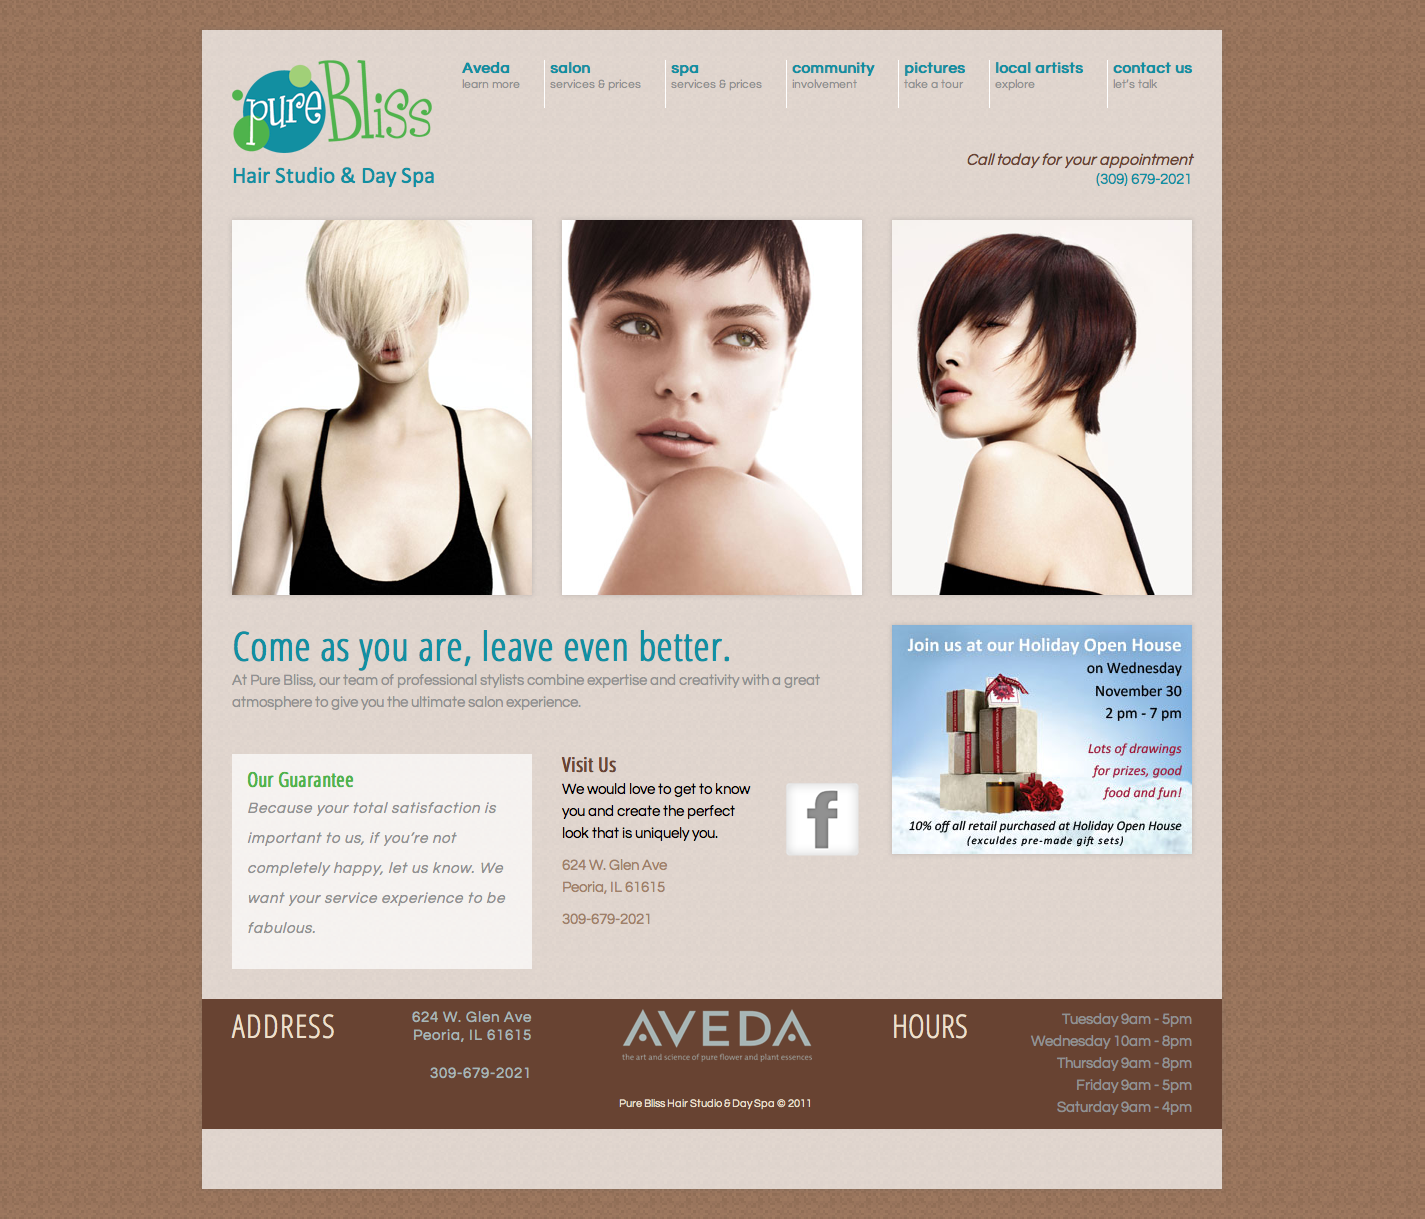 pure Bliss
Hair Studio & Day Spa
Aveda
learn more
salon
services & prices
spa
services & prices
community
involvement
pictures
take a tour
local artists
explore
contact us
let's talk
Call today for your appointment
(309) 679-2021
Come as you are, leave even better.
At Pure Bliss, our team of professional stylists combine expertise and creativity with a great
atmosphere to give you the ultimate salon experience.
Join us at our Holiday Open House
on Wednesday
November 30
2 pm - 7 pm
Lots of drawings
for prizes, good
food and fun!
10% off all retail purchased at Holiday Open House
(exculdes pre-made gift sets)
Our Guarantee
Because your total satisfaction is
important to us, if you're not
completely happy, let us know. We
want your service experience to be
fabulous.
Visit Us
We would love to get to know
you and create the perfect
look that is uniquely you.
624 W. Glen Ave
Peoria, IL 61615
309-679-2021
f
ADDRESS
624 W. Glen Ave
Peoria, IL 61615
309-679-2021
AVEDA
the art and science of pure flower and plant essences
Pure Bliss Hair Studio & Day Spa © 2011
HOURS
Tuesday 9am - 5pm
Wednesday 10am - 8pm
Thursday 9am - 8pm
Friday 9am - 5pm
Saturday 9am - 4pm